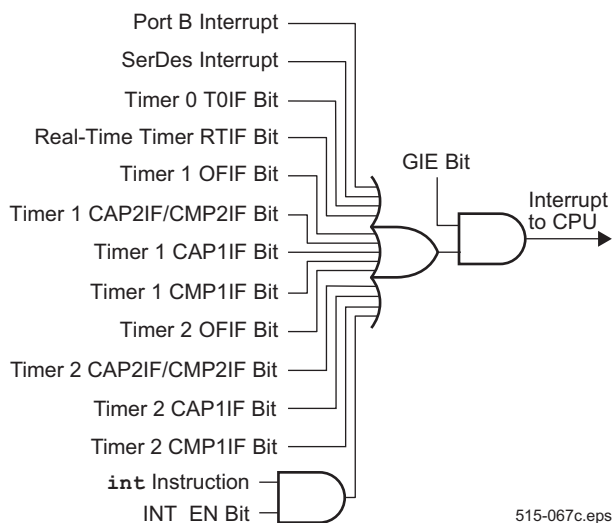 Port B Interrupt
SerDes Interrupt
Timer 0 T0IF Bit
Real-Time Timer RTIF Bit
Timer 1 OFIF Bit
Timer 1 CAP2IF/CMP2IF Bit
Timer 1 CAP1IF Bit
Timer 1 CMP1IF Bit
Timer 2 OFIF Bit
Timer 2 CAP2IF/CMP2IF Bit
Timer 2 CAP1IF Bit
Timer 2 CMP1IF Bit
int Instruction
INT EN Bit
GIE Bit
Interrupt
to CPU
515-067c.eps